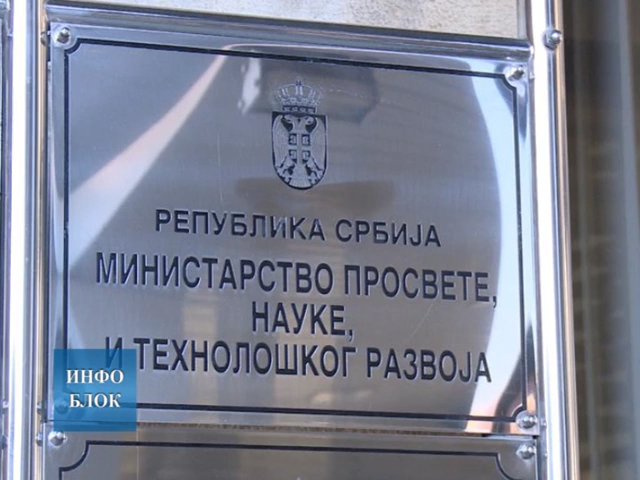 РЕПУБЛИКА СРБИЈА
МИНИСТАРСТВО ПРОСВЕТЕ,
НАУКЕ,
И ТЕХНОЛОШКОГ РАЗВОЈА
ИНФО
БЛОК